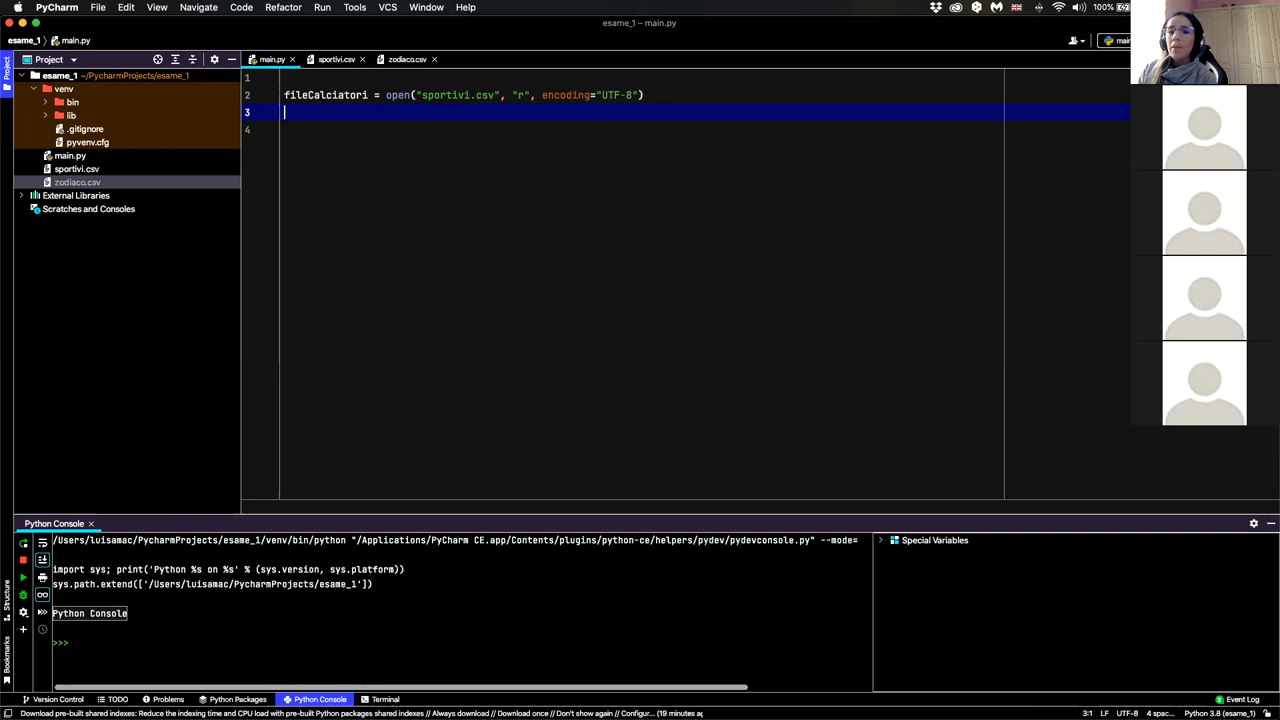 PyCharm File Edit View Navigate Code Refactor Run Tools VCS Window Help 100%
esame_1 – main.py
esame_1 main.py main
Project
main.py sportivi.csv zodiaco.csv
Project
esame_1 ~/PycharmProjects/esame_1
venv
bin
lib
.gitignore
pyvenv.cfg
main.py
sportivi.csv
zodiaco.csv
External Libraries
Scratches and Consoles
1
2 fileCalciatori = open("sportivi.csv", "r", encoding="UTF-8")
3
4
Python Console
/Users/luisamac/PycharmProjects/esame_1/venv/bin/python "/Applications/PyCharm CE.app/Contents/plugins/python-ce/helpers/pydev/pydevconsole.py" --mode=
Special Variables
import sys; print('Python %s on %s' % (sys.version, sys.platform))
sys.path.extend(['/Users/luisamac/PycharmProjects/esame_1'])
Python Console
>>>
Structure
Bookmarks
Version Control TODO Problems Python Packages Python Console Terminal 2 Event Log
Download pre-built shared indexes: Reduce the indexing time and CPU load with pre-built Python packages shared indexes // Always download // Download once // Don't show again // Configur... (19 minutes ag 3:1 LF UTF-8 4 spac... Python 3.8 (esame_1)